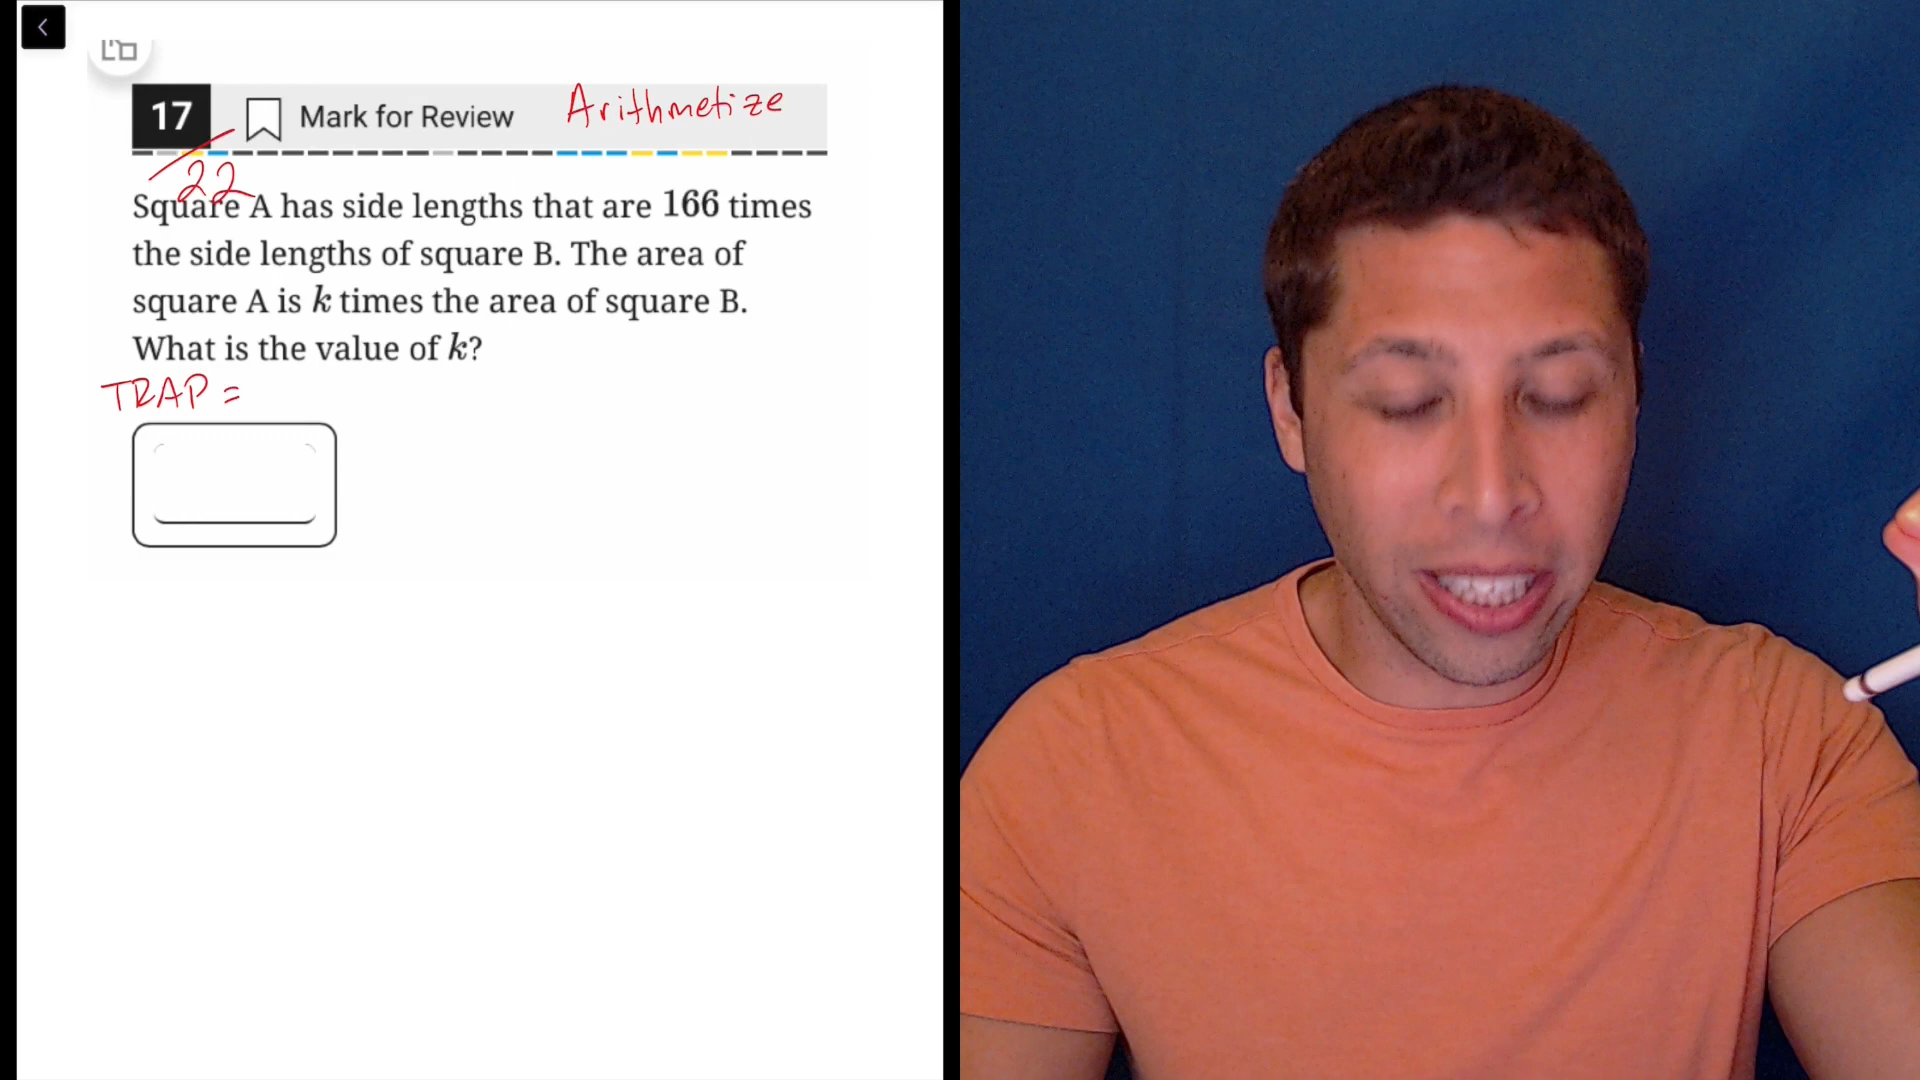 17 Mark for Review Arithmetize
22
Square A has side lengths that are 166 times
the side lengths of square B. The area of
square A is k times the area of square B.
What is the value of k?
TRAP =